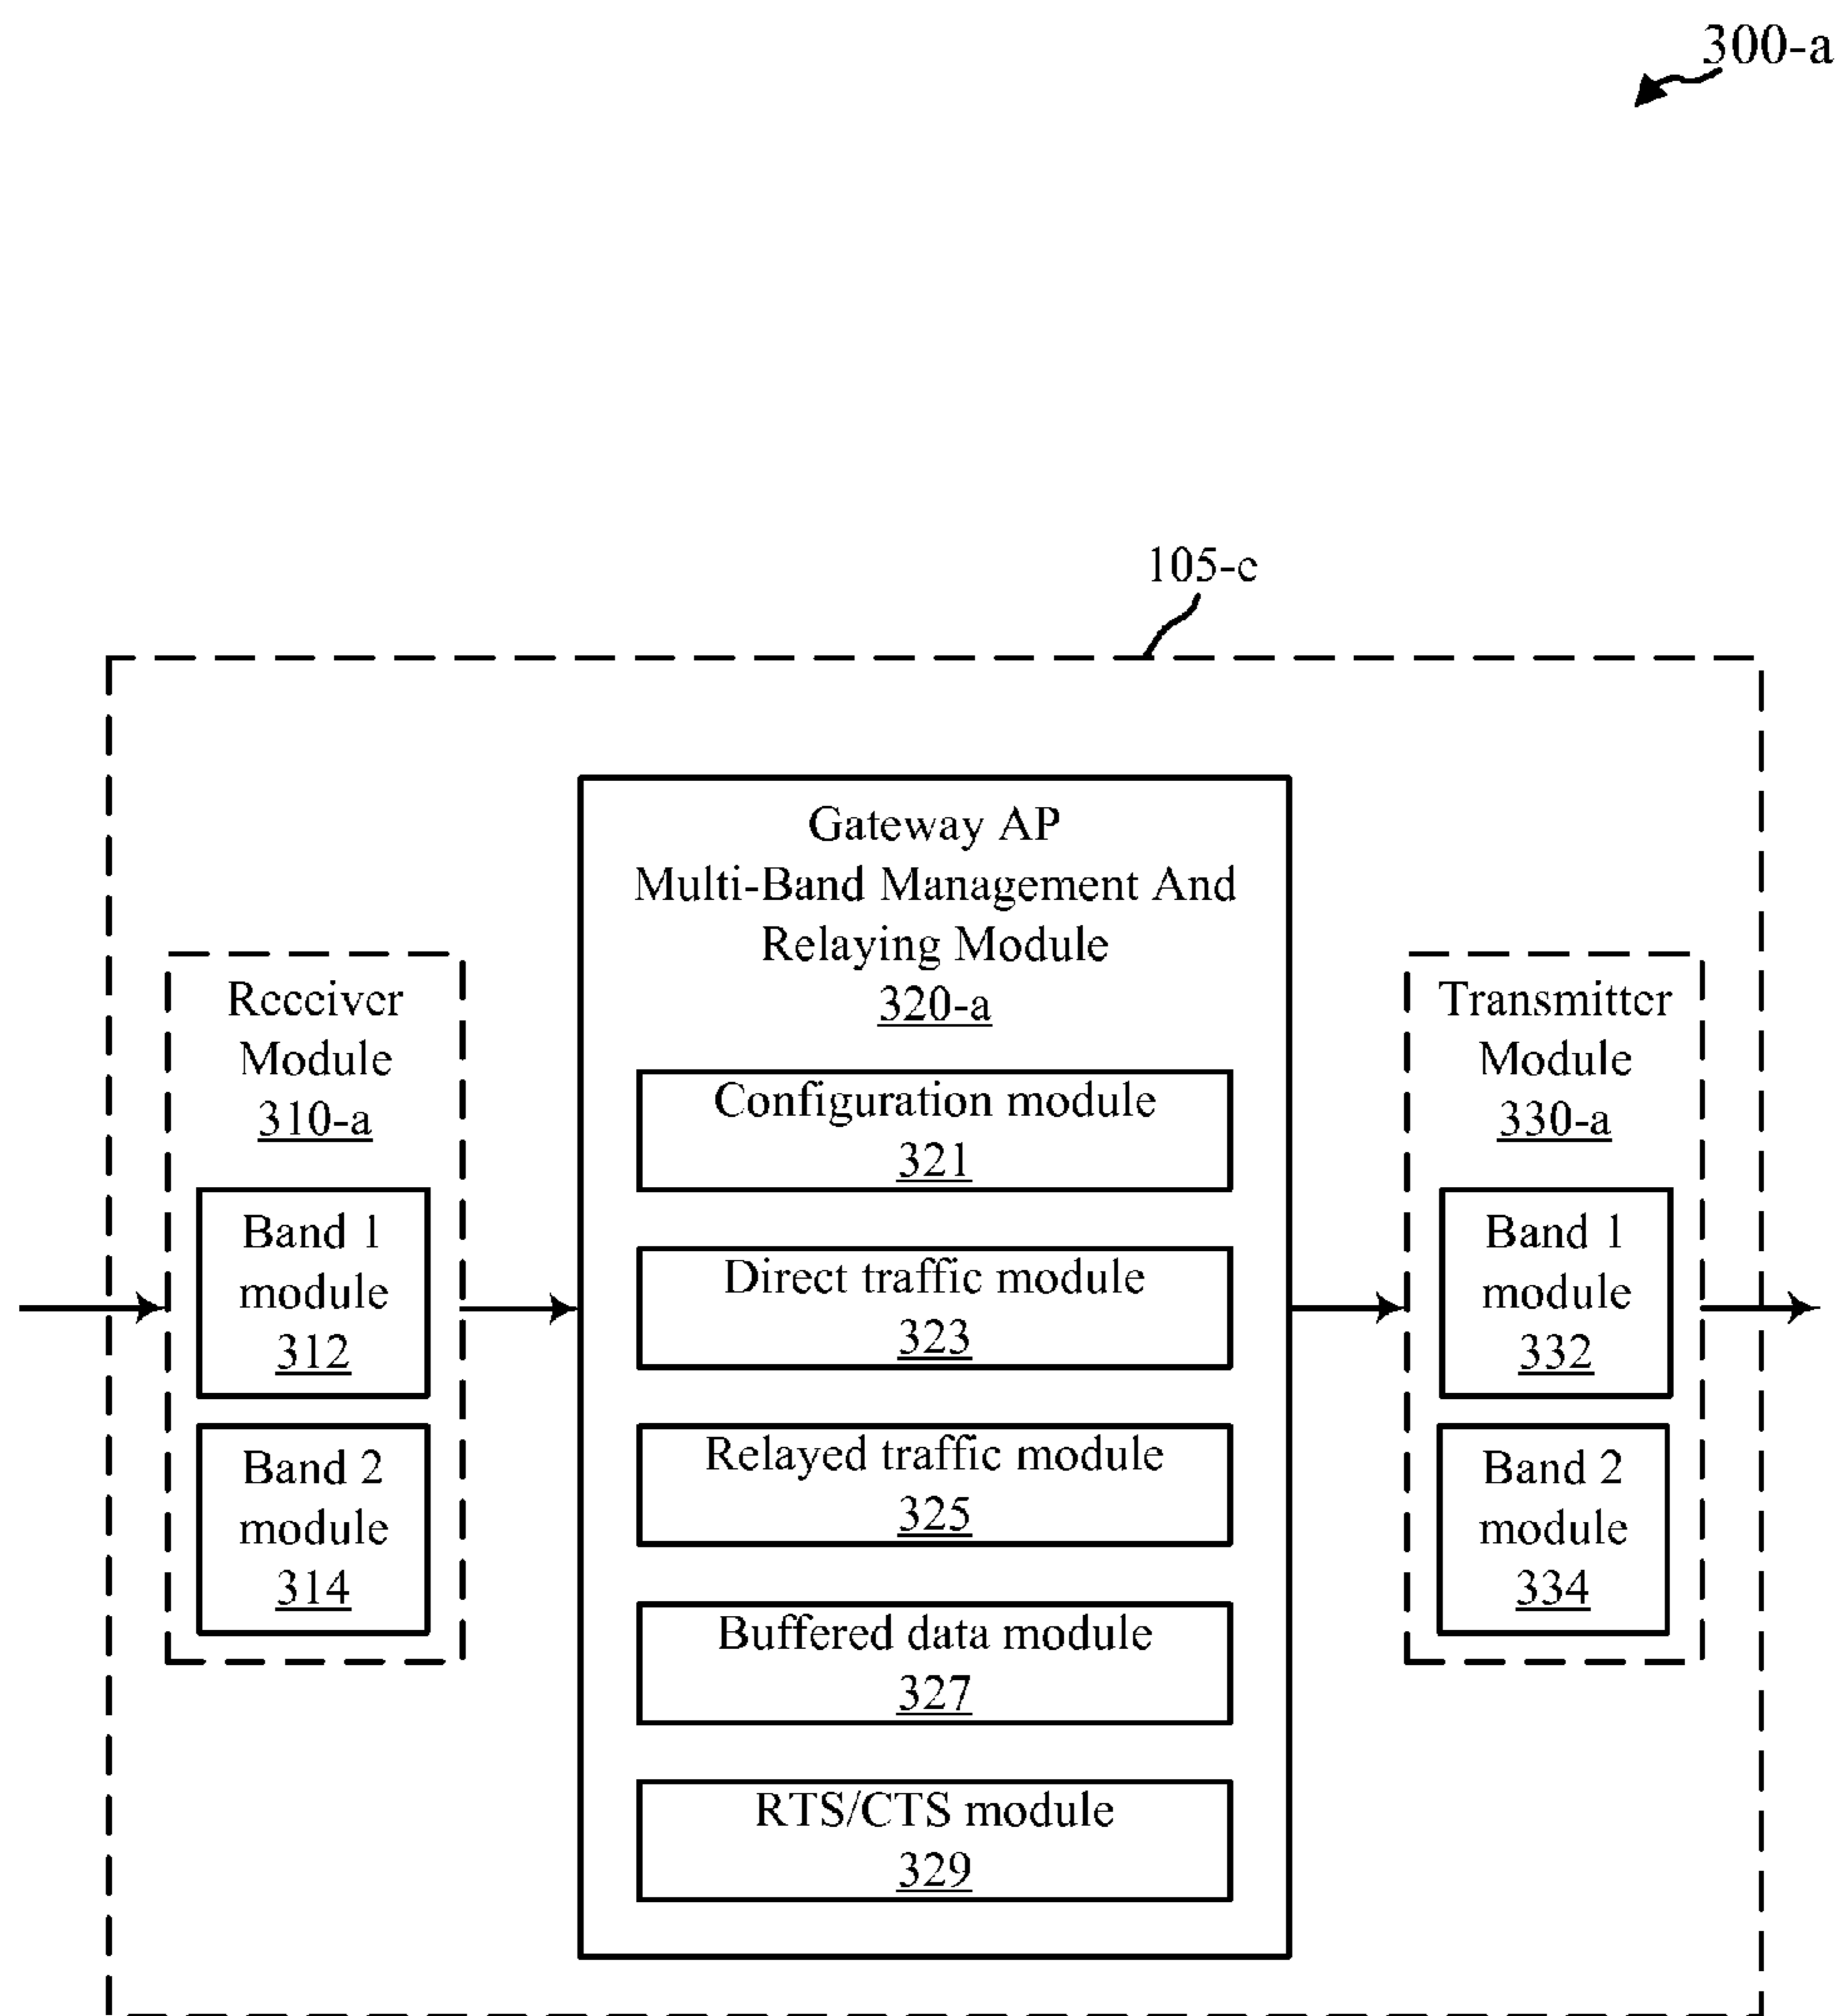 300-a
105-c
Gateway AP
Multi-Band Management And
Relaying Module
320-a
Receiver
Module
310-a
Band 1
module
312
Band 2
module
314
Configuration module
321
Direct traffic module
323
Relayed traffic module
325
Buffered data module
327
RTS/CTS module
329
Transmitter
Module
330-a
Band 1
module
332
Band 2
module
334